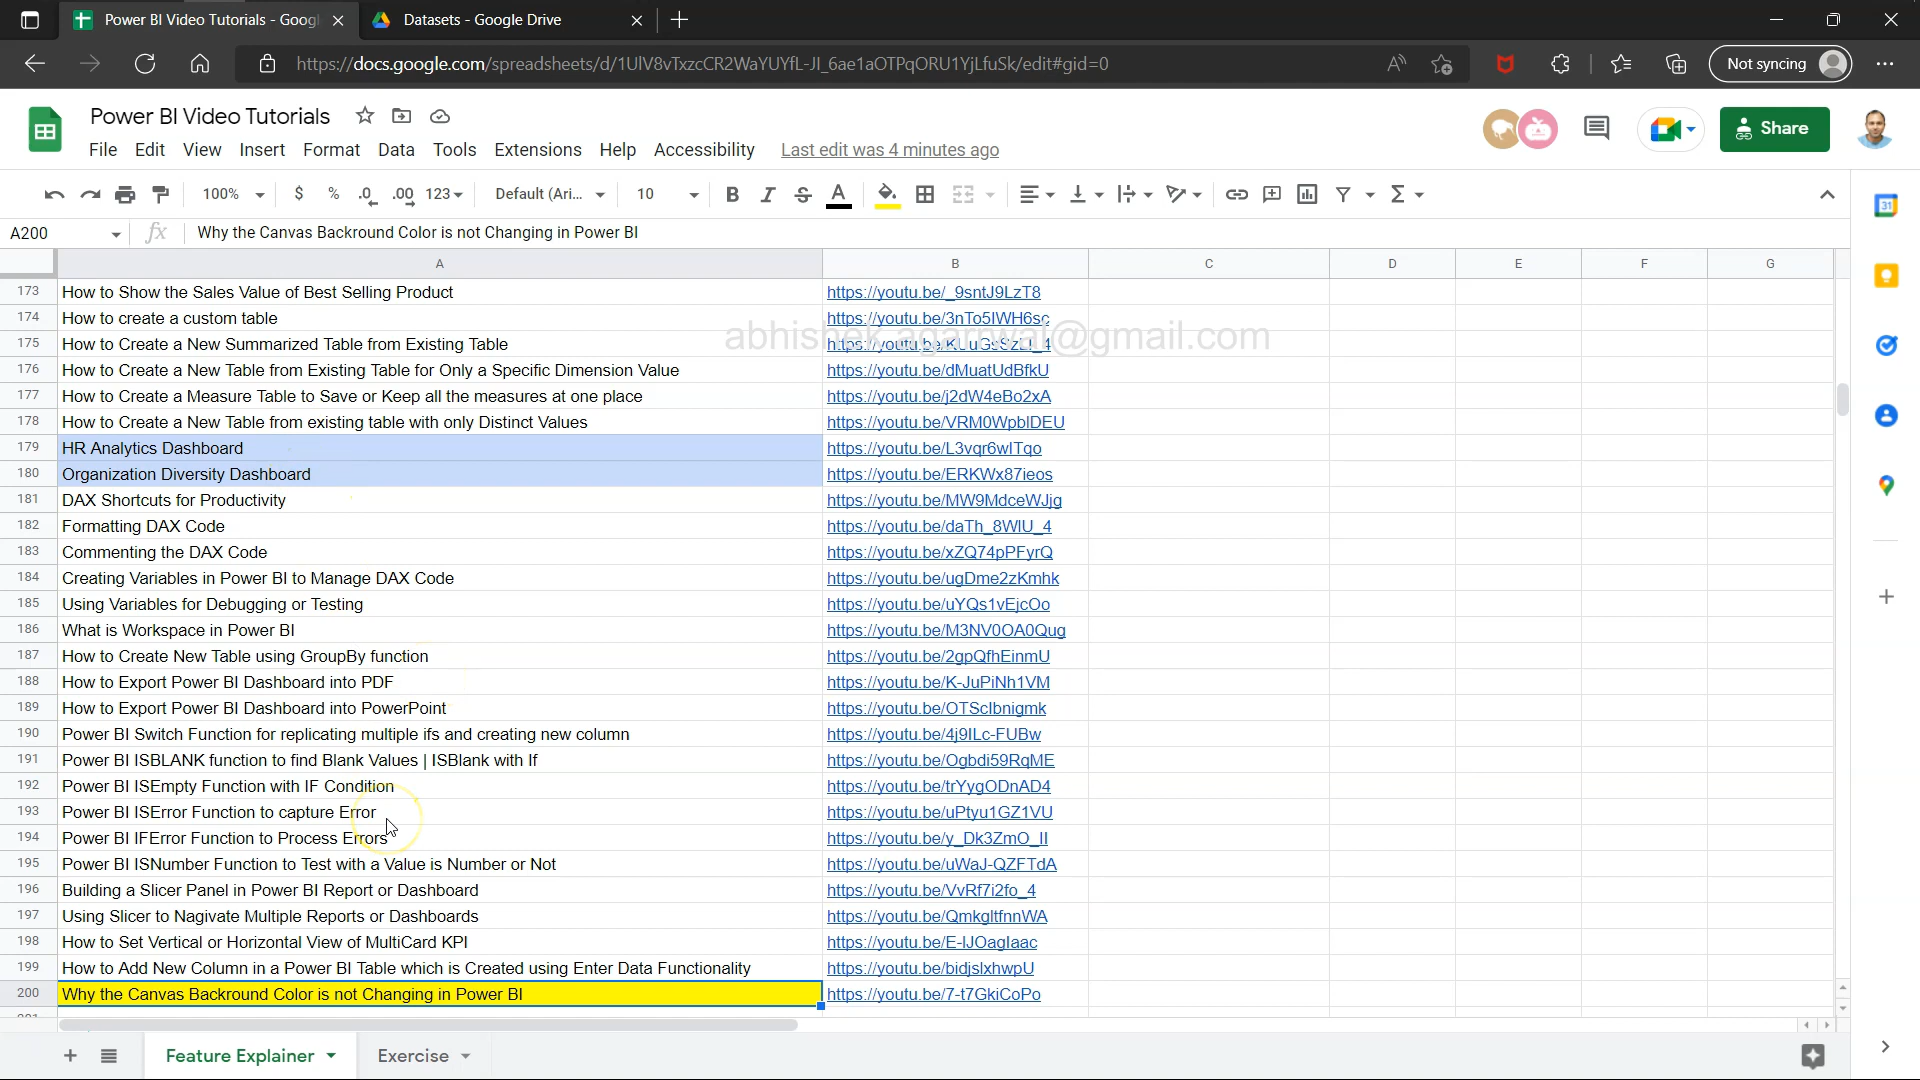 Power BI Video Tutorials - Goog
Datasets - Google Drive
https://docs.google.com/spreadsheets/d/1UlV8vTxzcCR2WaYUYfL-JI_6ae1aOTPqORU1YjLfuSk/edit#gid=0
Not syncing
Power BI Video Tutorials
Share
File Edit View Insert Format Data Tools Extensions Help Accessibility Last edit was 4 minutes ago
100% $ % .0 .00 123 Default (Ari... 10 B I S A
A200 fx Why the Canvas Backround Color is not Changing in Power BI
A B C D E F G
173 How to Show the Sales Value of Best Selling Product https://youtu.be/_9sntJ9LzT8
174 How to create a custom table https://youtu.be/3nTo5IWH6sc
abhishek.agarrwal@gmail.com
175 How to Create a New Summarized Table from Existing Table
176 How to Create a New Table from Existing Table for Only a Specific Dimension Value https://youtu.be/dMuatUdBfkU
177 How to Create a Measure Table to Save or Keep all the measures at one place https://youtu.be/j2dW4eBo2xA
178 How to Create a New Table from existing table with only Distinct Values https://youtu.be/VRM0WpbIDEU
179 HR Analytics Dashboard https://youtu.be/L3vqr6wITqo
180 Organization Diversity Dashboard https://youtu.be/ERKWx87ieos
181 DAX Shortcuts for Productivity https://youtu.be/MW9MdceWJjg
182 Formatting DAX Code https://youtu.be/daTh_8WIU_4
183 Commenting the DAX Code https://youtu.be/xZQ74pPFyrQ
184 Creating Variables in Power BI to Manage DAX Code https://youtu.be/ugDme2zKmhk
185 Using Variables for Debugging or Testing https://youtu.be/uYQs1vEjcOo
186 What is Workspace in Power BI https://youtu.be/M3NV0OA0Qug
187 How to Create New Table using GroupBy function https://youtu.be/2gpQfhEinmU
188 How to Export Power BI Dashboard into PDF https://youtu.be/K-JuPiNh1VM
189 How to Export Power BI Dashboard into PowerPoint https://youtu.be/OTSclbnigmk
190 Power BI Switch Function for replicating multiple ifs and creating new column https://youtu.be/4j9ILc-FUBw
191 Power BI ISBLANK function to find Blank Values | ISBlank with If https://youtu.be/Ogbdi59RqME
192 Power BI ISEmpty Function with IF Condition https://youtu.be/trYygODnAD4
193 Power BI ISError Function to capture Error https://youtu.be/uPtyu1GZ1VU
194 Power BI IFError Function to Process Errors https://youtu.be/y_Dk3ZmO_II
195 Power BI ISNumber Function to Test with a Value is Number or Not https://youtu.be/uWaJ-QZFTdA
196 Building a Slicer Panel in Power BI Report or Dashboard https://youtu.be/VvRf7i2fo_4
197 Using Slicer to Nagivate Multiple Reports or Dashboards https://youtu.be/QmkgltfnnWA
198 How to Set Vertical or Horizontal View of MultiCard KPI https://youtu.be/E-IJOaglaac
199 How to Add New Column in a Power BI Table which is Created using Enter Data Functionality https://youtu.be/bidjslxhwpU
200 Why the Canvas Backround Color is not Changing in Power BI https://youtu.be/7-t7GkiCoPo
Feature Explainer Exercise